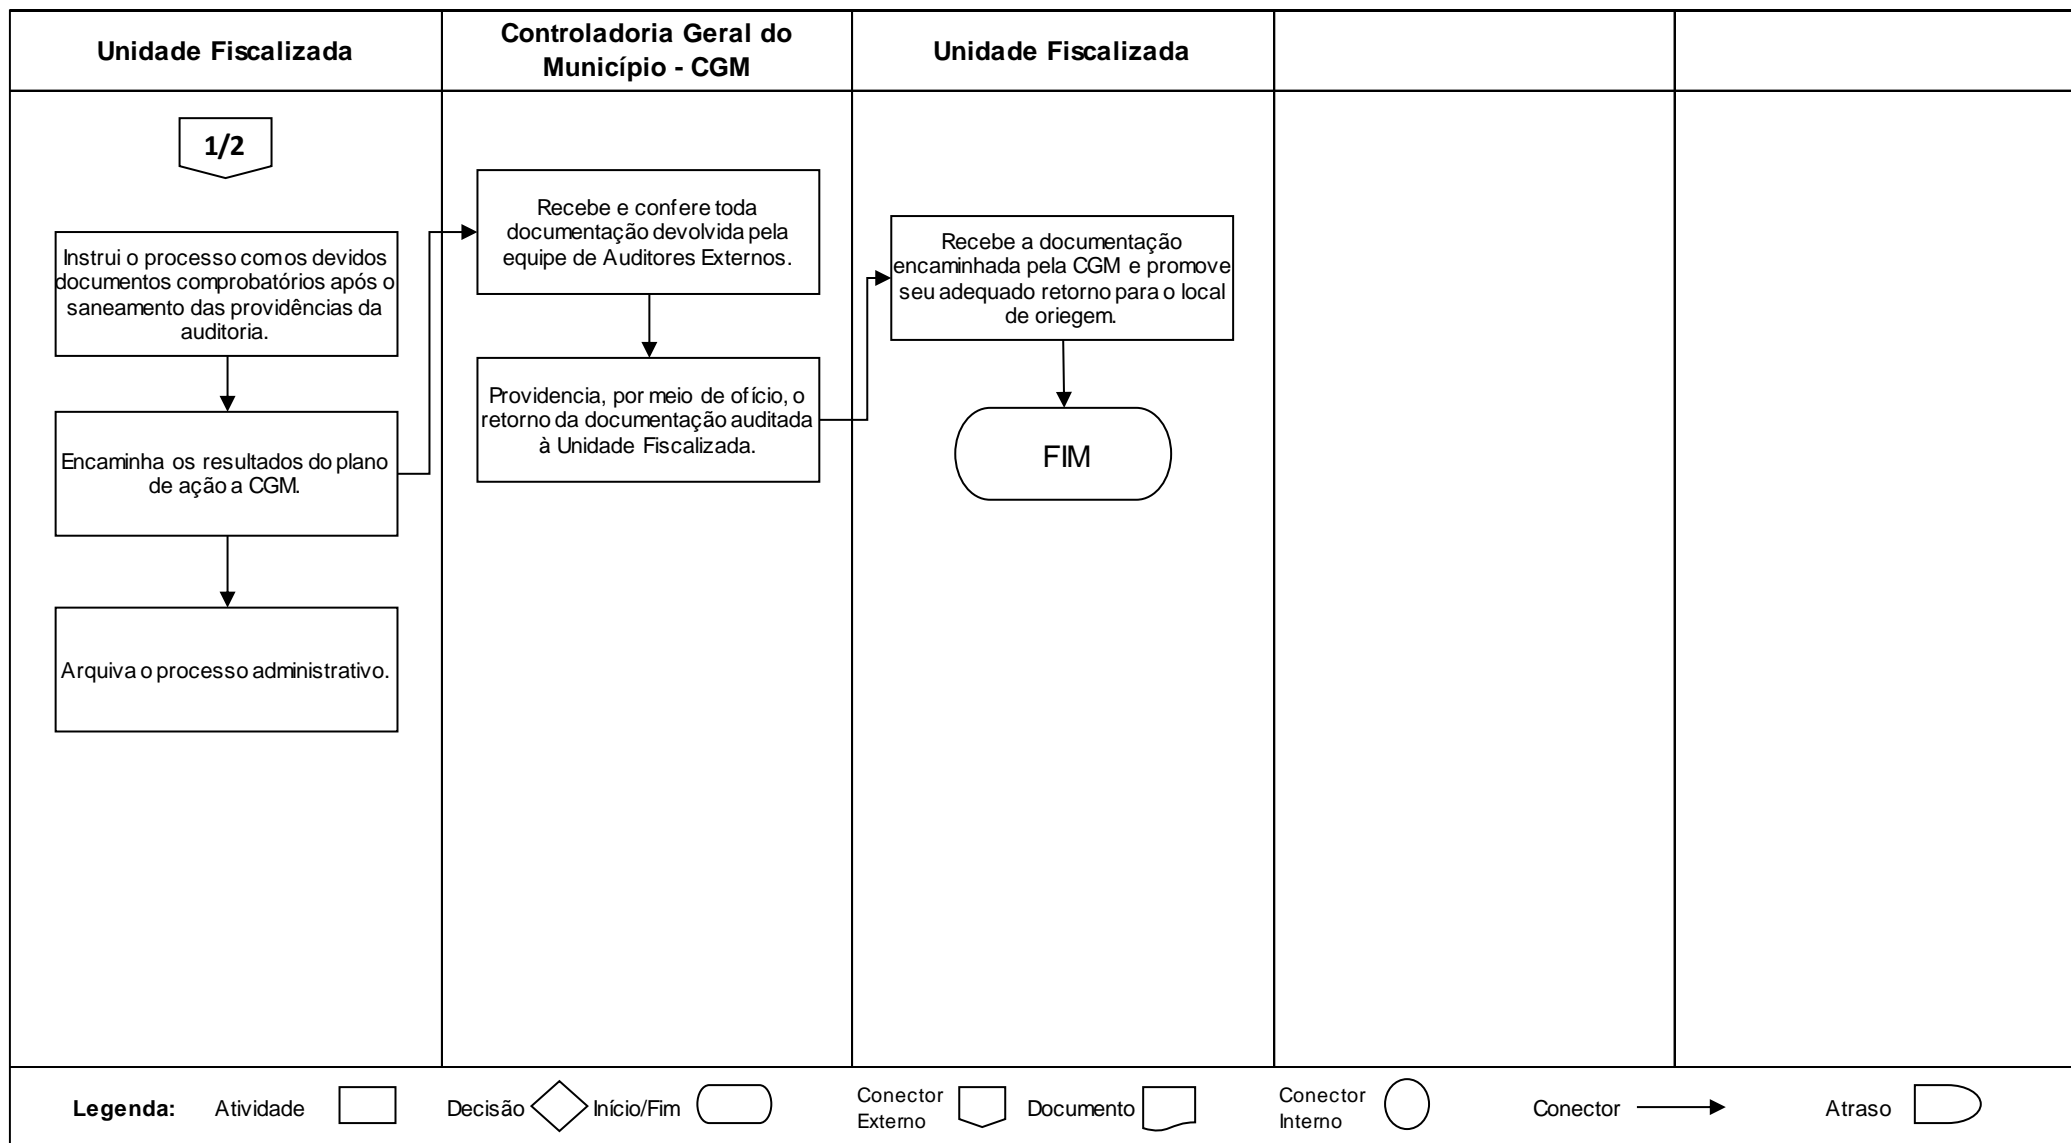 Unidade Fiscalizada
Controladoria Geral do
Município - CGM
Unidade Fiscalizada
1/2
Instrui o processo com os devidos
documentos comprobatórios após o
saneamento das providências da
auditoria.
Encaminha os resultados do plano
de ação a CGM.
Arquiva o processo administrativo.
Recebe e confere toda
documentação devolvida pela
equipe de Auditores Externos.
Providencia, por meio de ofício, o
retorno da documentação auditada
à Unidade Fiscalizada.
Recebe a documentação
encaminhada pela CGM e promove
seu adequado retorno para o local
de oriegem.
FIM
Legenda:
Atividade
Decisão
Início/Fim
Conector
Externo
Documento
Conector
Interno
Conector
Atraso